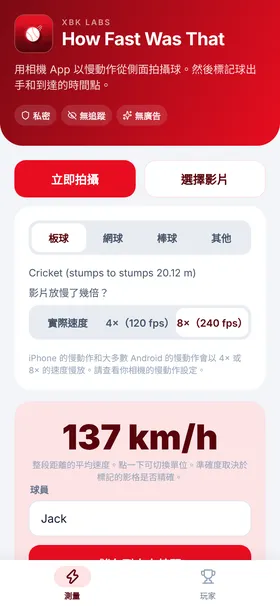 XBK LABS
How Fast Was That
用相機 App 以慢動作從側面拍攝球。然後標記球出
手和到達的時間點。
私密
無追蹤
無廣告
立即拍攝
選擇影片
板球
網球
棒球
其他
Cricket (stumps to stumps 20.12 m)
影片放慢了幾倍？
實際速度
4×（120 fps）
8×（240 fps）
iPhone 的慢動作和大多數 Android 的慢動作會以 4× 或
8× 的速度慢放。請查看你相機的慢動作設定。
137 km/h
整段距離的平均速度。點一下可切換單位。準確度取決於
標記的影格是否精確。
球員
Jack
測量
玩家